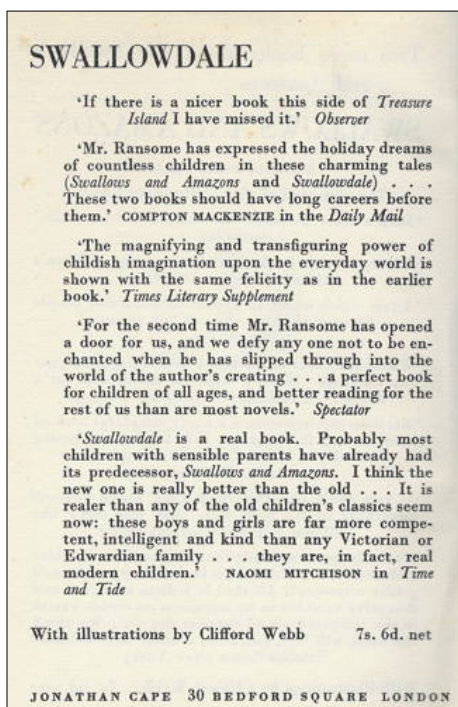 SWALLOWDALE
‘If there is a nicer book this side of Treasure
Island I have missed it.’ Observer
‘Mr. Ransome has expressed the holiday dreams
of countless children in these charming tales
(Swallows and Amazons and Swallowdale) . . .
These two books should have long careers before
them.’ COMPTON MACKENZIE in the Daily Mail
‘The magnifying and transfiguring power of
childish imagination upon the everyday world is
shown with the same felicity as in the earlier
book.’ Times Literary Supplement
‘For the second time Mr. Ransome has opened
a door for us, and we defy any one not to be en-
chanted when he has slipped through into the
world of the author’s creating . . . a perfect book
for children of all ages, and better reading for the
rest of us than are most novels.’ Spectator
‘Swallowdale is a real book. Probably most
children with sensible parents have already had
its predecessor, Swallows and Amazons. I think the
new one is really better than the old . . . It is
realer than any of the old children’s classics seem
now: these boys and girls are far more compe-
tent, intelligent and kind than any Victorian or
Edwardian family . . . they are, in fact, real
modern children.’ NAOMI MITCHISON in Time
and Tide
With illustrations by Clifford Webb 7s. 6d. net
JONATHAN CAPE 30 BEDFORD SQUARE LONDON